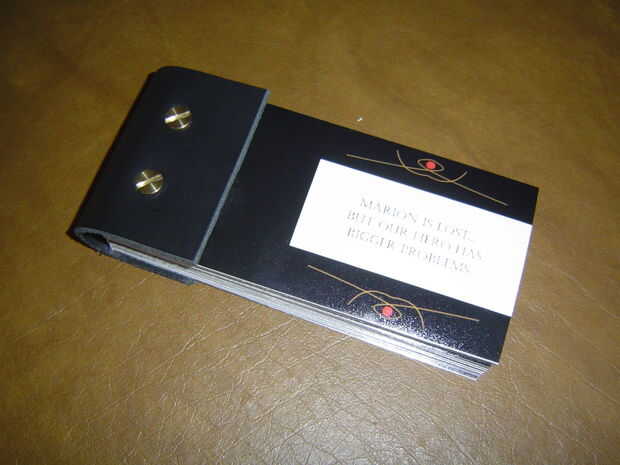 MARION IS LOST...
BUT OUR HERO HAS
BIGGER PROBLEMS